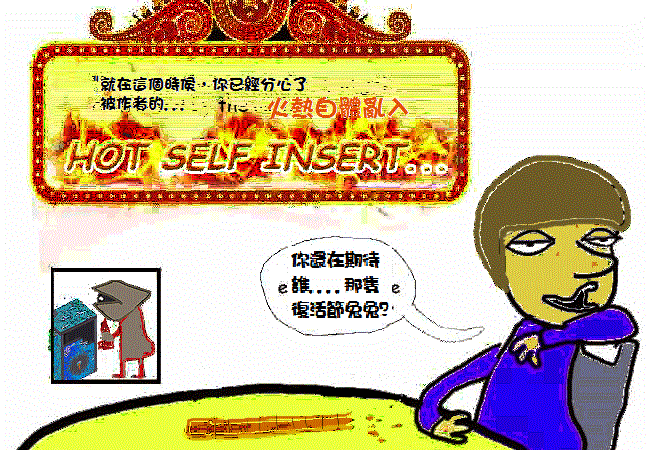 就在這個時候，你已經分心了
被作者的... the... 火熱自體亂入
HOT SELF INSERT...
你還在期待
誰....那隻
復活節兔兔?